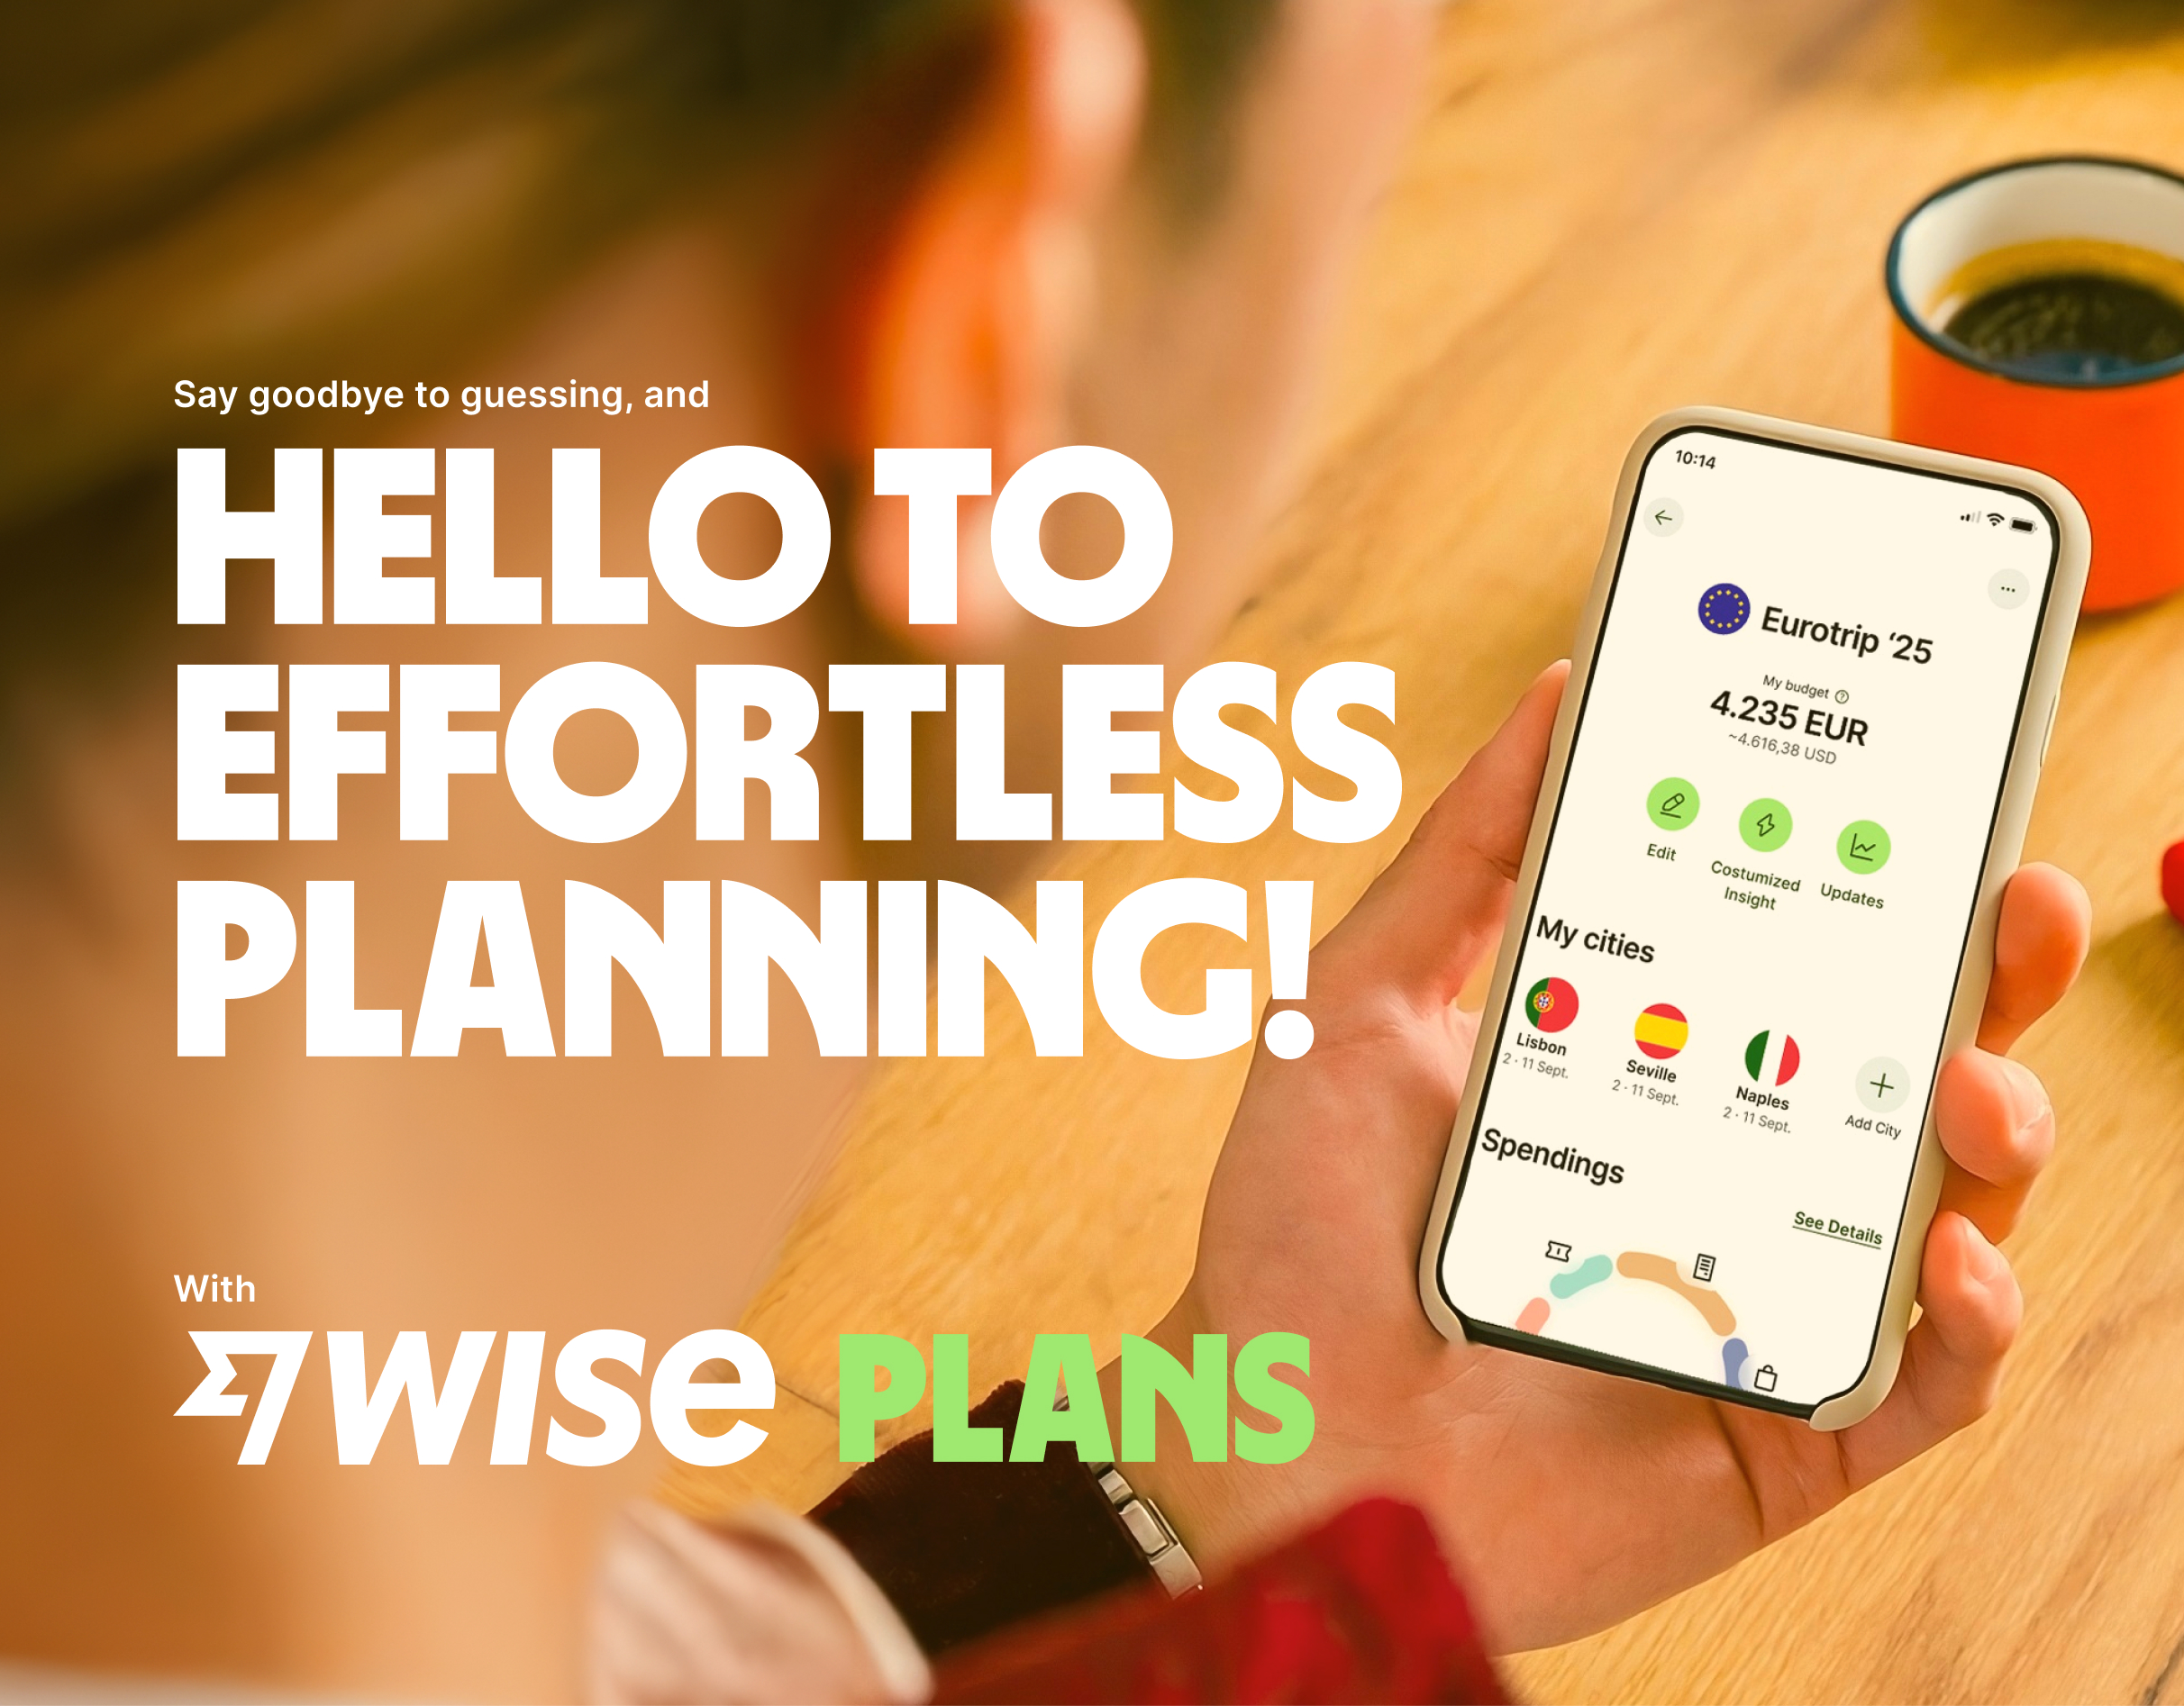 Say goodbye to guessing, and
HELLO TO
EFFORTLESS
PLANNING!
With
WISE PLANS
10:14
Eurotrip ‘25
My budget
4.235 EUR
~4.616,38 USD
Edit
Costumized
Insight
Updates
My cities
Lisbon
2 · 11 Sept.
Seville
2 · 11 Sept.
Naples
2 · 11 Sept.
Add City
Spendings
See Details